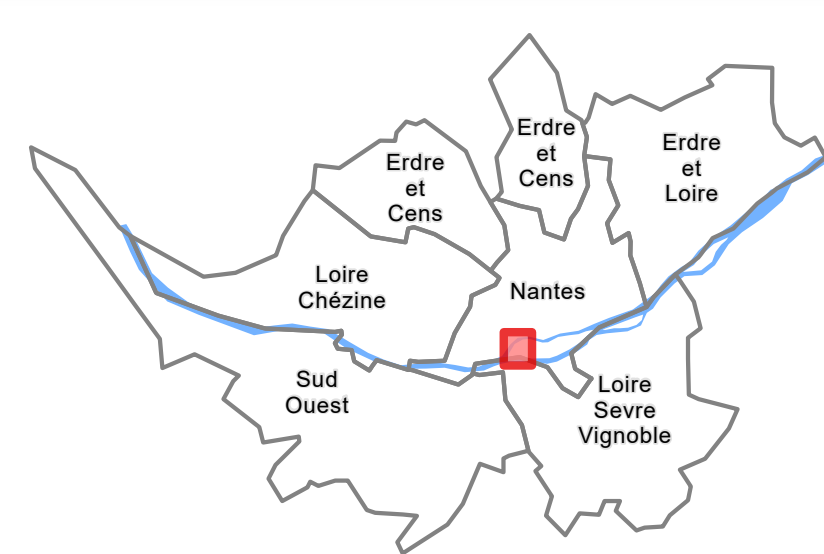 Erdre
et
Cens
Erdre
et
Loire
Erdre
et
Cens
Loire
Chézine
Nantes
Sud
Ouest
Loire
Sevre
Vignoble